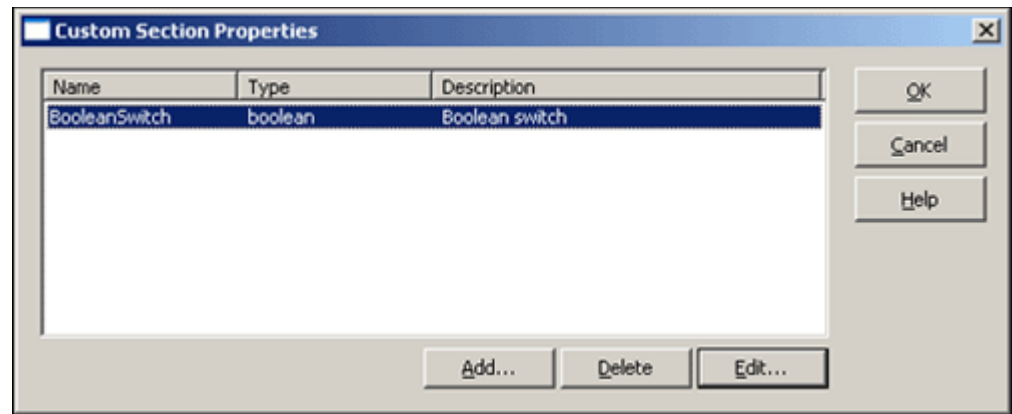 Custom Section Properties
Name Type Description
BooleanSwitch boolean Boolean switch
OK
Cancel
Help
Add... Delete Edit...